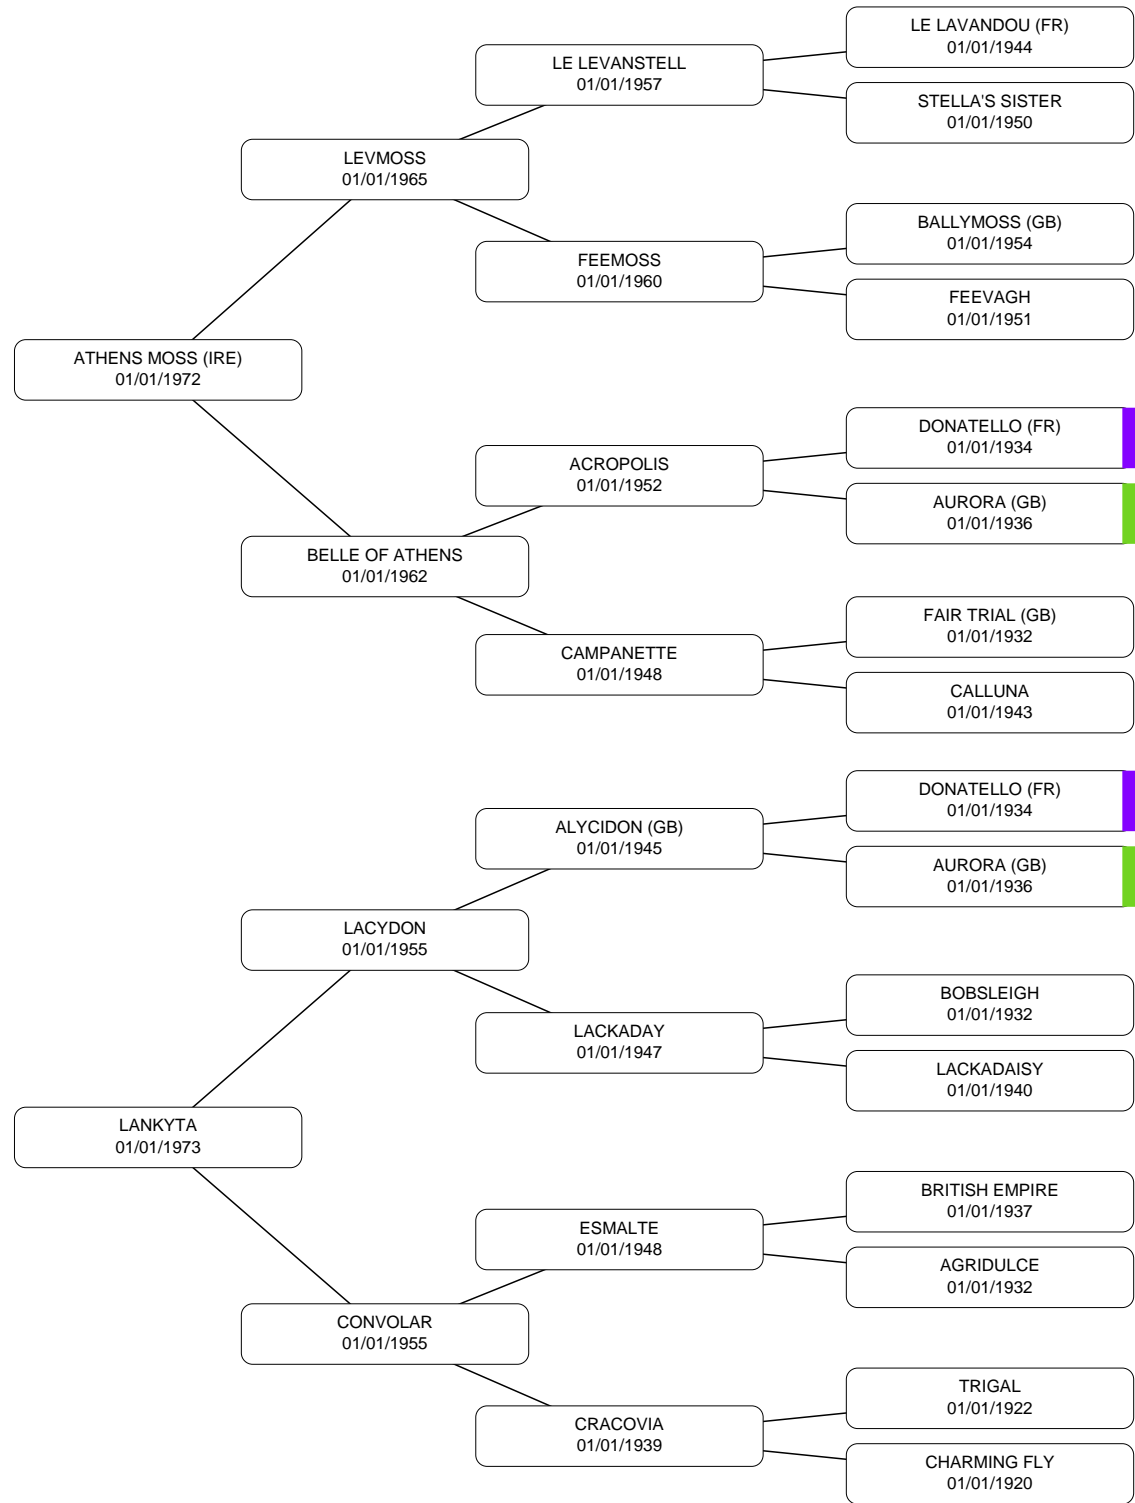 LE LAVANDOU (FR)
01/01/1944
LE LEVANSTELL
01/01/1957
STELLA'S SISTER
01/01/1950
LEVMOSS
01/01/1965
BALLYMOSS (GB)
01/01/1954
FEEMOSS
01/01/1960
FEEVAGH
01/01/1951
ATHENS MOSS (IRE)
01/01/1972
DONATELLO (FR)
01/01/1934
ACROPOLIS
01/01/1952
AURORA (GB)
01/01/1936
BELLE OF ATHENS
01/01/1962
FAIR TRIAL (GB)
01/01/1932
CAMPANETTE
01/01/1948
CALLUNA
01/01/1943
DONATELLO (FR)
01/01/1934
ALYCIDON (GB)
01/01/1945
AURORA (GB)
01/01/1936
LACYDON
01/01/1955
BOBSLEIGH
01/01/1932
LACKADAY
01/01/1947
LACKADAISY
01/01/1940
LANKYTA
01/01/1973
BRITISH EMPIRE
01/01/1937
ESMALTE
01/01/1948
AGRIDULCE
01/01/1932
CONVOLAR
01/01/1955
TRIGAL
01/01/1922
CRACOVIA
01/01/1939
CHARMING FLY
01/01/1920